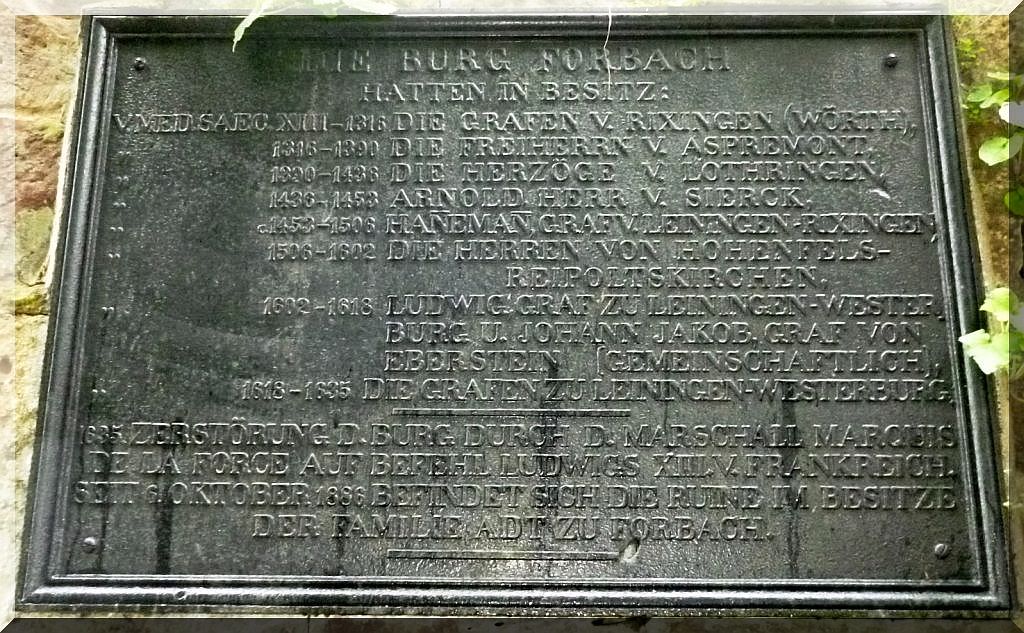 DIE BURG FORBACH
HATTEN IN BESITZ:
V. MED. SAEC. XIII–1316 DIE GRAFEN V. RIXINGEN (WÖRTH),
„ 1316–1390 DIE FREIHERRN V. ASPREMONT,
„ 1390–1436 DIE HERZÖGE V. LOTHRINGEN,
„ 1436–1453 ARNOLD, HERR V. SIERCK,
„ c.1453–1506 HANEMAN, GRAF V. LEININGEN-RIXINGEN,
„ 1506–1602 DIE HERREN VON HOHENFELS-
REIPOLTSKIRCHEN,
„ 1602–1618 LUDWIG, GRAF ZU LEININGEN-WESTER
BURG U. JOHANN JAKOB, GRAF VON
EBERSTEIN (GEMEINSCHAFTLICH),
„ 1618–1635 DIE GRAFEN ZU LEININGEN-WESTERBURG.
1635. ZERSTÖRUNG D. BURG DURCH D. MARSCHALL MARQUIS
DE LA FORCE AUF BEFEHL LUDWIGS XIII. V. FRANKREICH.
SEIT 6. OKTOBER 1886 BEFINDET SICH DIE RUINE IM BESITZE
DER FAMILIE ADT ZU FORBACH.